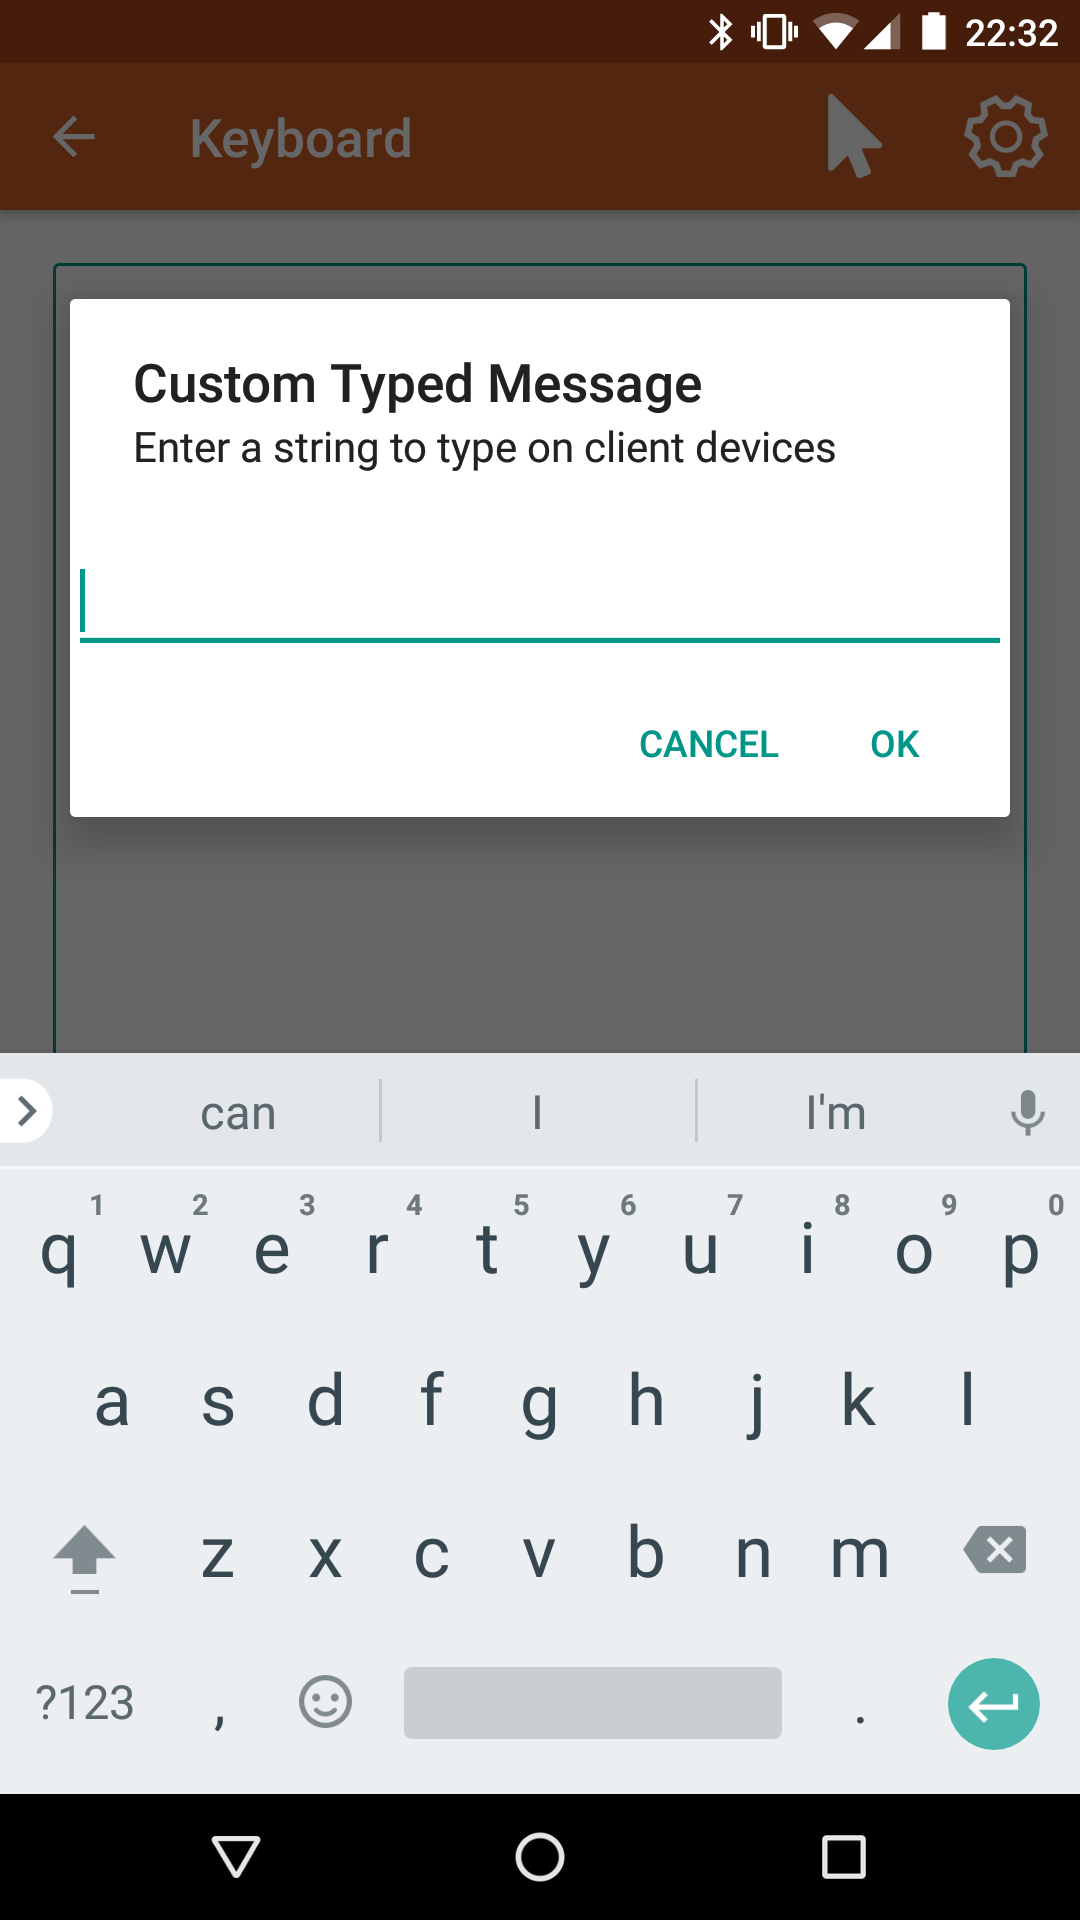 22:32
Keyboard
Custom Typed Message
Enter a string to type on client devices
CANCEL OK
can I I'm
1 2 3 4 5 6 7 8 9 0
q w e r t y u i o p
a s d f g h j k l
z x c v b n m
?123 , .